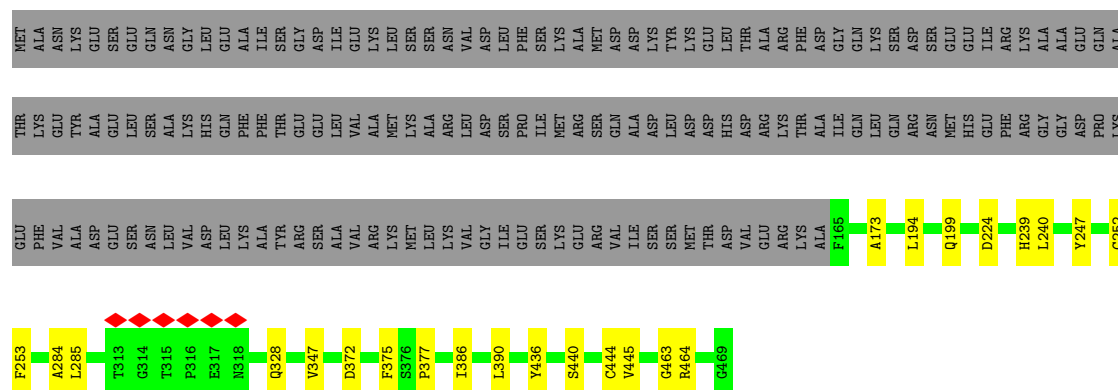 MET ALA ASN LYS GLU SER GLU GLN ASN GLY LEU GLU ALA ILE SER GLY ASP ILE GLU LYS LEU SER SER ASN VAL ASP LEU PHE SER LYS ALA MET ASP ASP LYS TYR LYS GLU LEU THR ALA ARG PHE ASP GLY GLN LYS SER ASP SER GLU GLU ILE ARG LYS ALA ALA GLU GLN ALA
THR LYS GLU TYR ALA GLU LEU SER ALA LYS HIS GLN PHE PHE THR GLU GLU LEU VAL ALA MET LYS ALA ARG LEU ASP SER PRO ILE MET ARG SER GLN ALA ASP LEU ASP ASP HIS ASP ARG LYS THR ALA ILE GLN LEU GLN ARG ASN MET HIS GLU PHE ARG GLY GLY ASP PRO LYS
GLU PHE VAL ALA ASP GLU SER ASN LEU VAL ASP LEU LYS ALA TYR ARG SER ALA VAL ARG LYS MET LEU LYS VAL GLY ILE GLU SER LYS GLU ARG VAL ILE SER SER MET THR ASP VAL GLU ARG LYS ALA F165 A173 L194 Q199 D224 H239 L240 Y247 G252
F253 A284 L285 T313 G314 T315 P316 E317 N318 Q328 V347 D372 F375 S376 P377 I386 L390 Y436 S440 C444 V445 G463 R464 G469